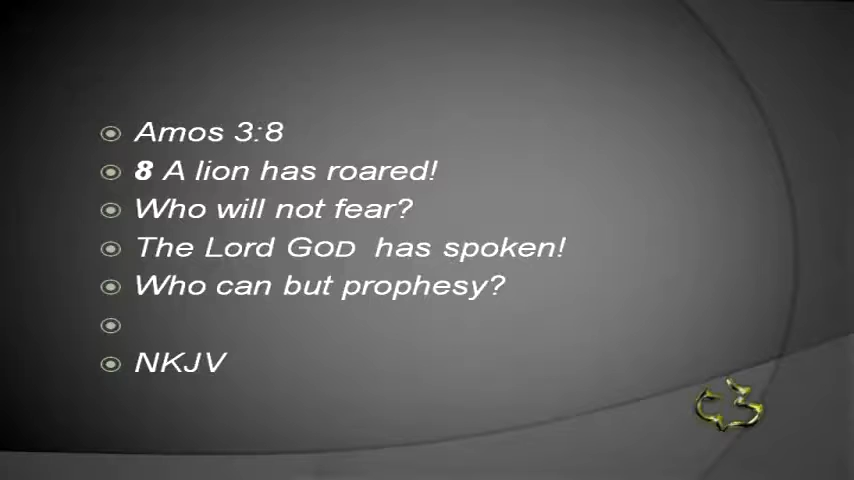 Amos 3:8
8 A lion has roared!
Who will not fear?
The Lord GOD has spoken!
Who can but prophesy?
NKJV